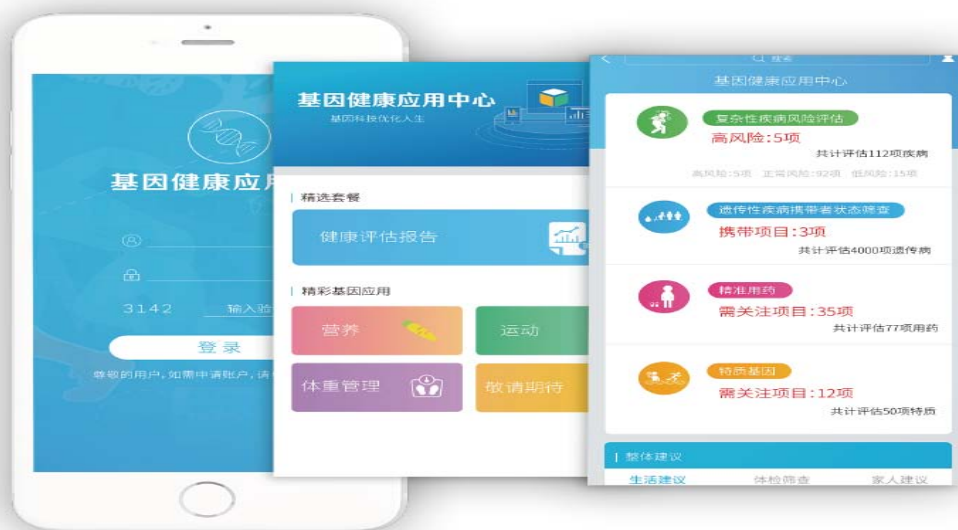 基因健康应
3142
输入验
登录
尊敬的用户,如需申请账户,请
基因健康应用中心
基因科技优化人生
精选套餐
健康评估报告
精彩基因应用
营养
运动
体重管理
敬请期待
搜索
基因健康应用中心
复杂性疾病风险评估
高风险:5项
共计评估112项疾病
高风险:5项 正常风险:92项 低风险:15项
遗传性疾病携带者状态筛查
携带项目:3项
共计评估4000项遗传病
精准用药
需关注项目:35项
共计评估77项用药
特质基因
需关注项目:12项
共计评估50项特质
整体建议
生活建议 体检筛查 家人建议